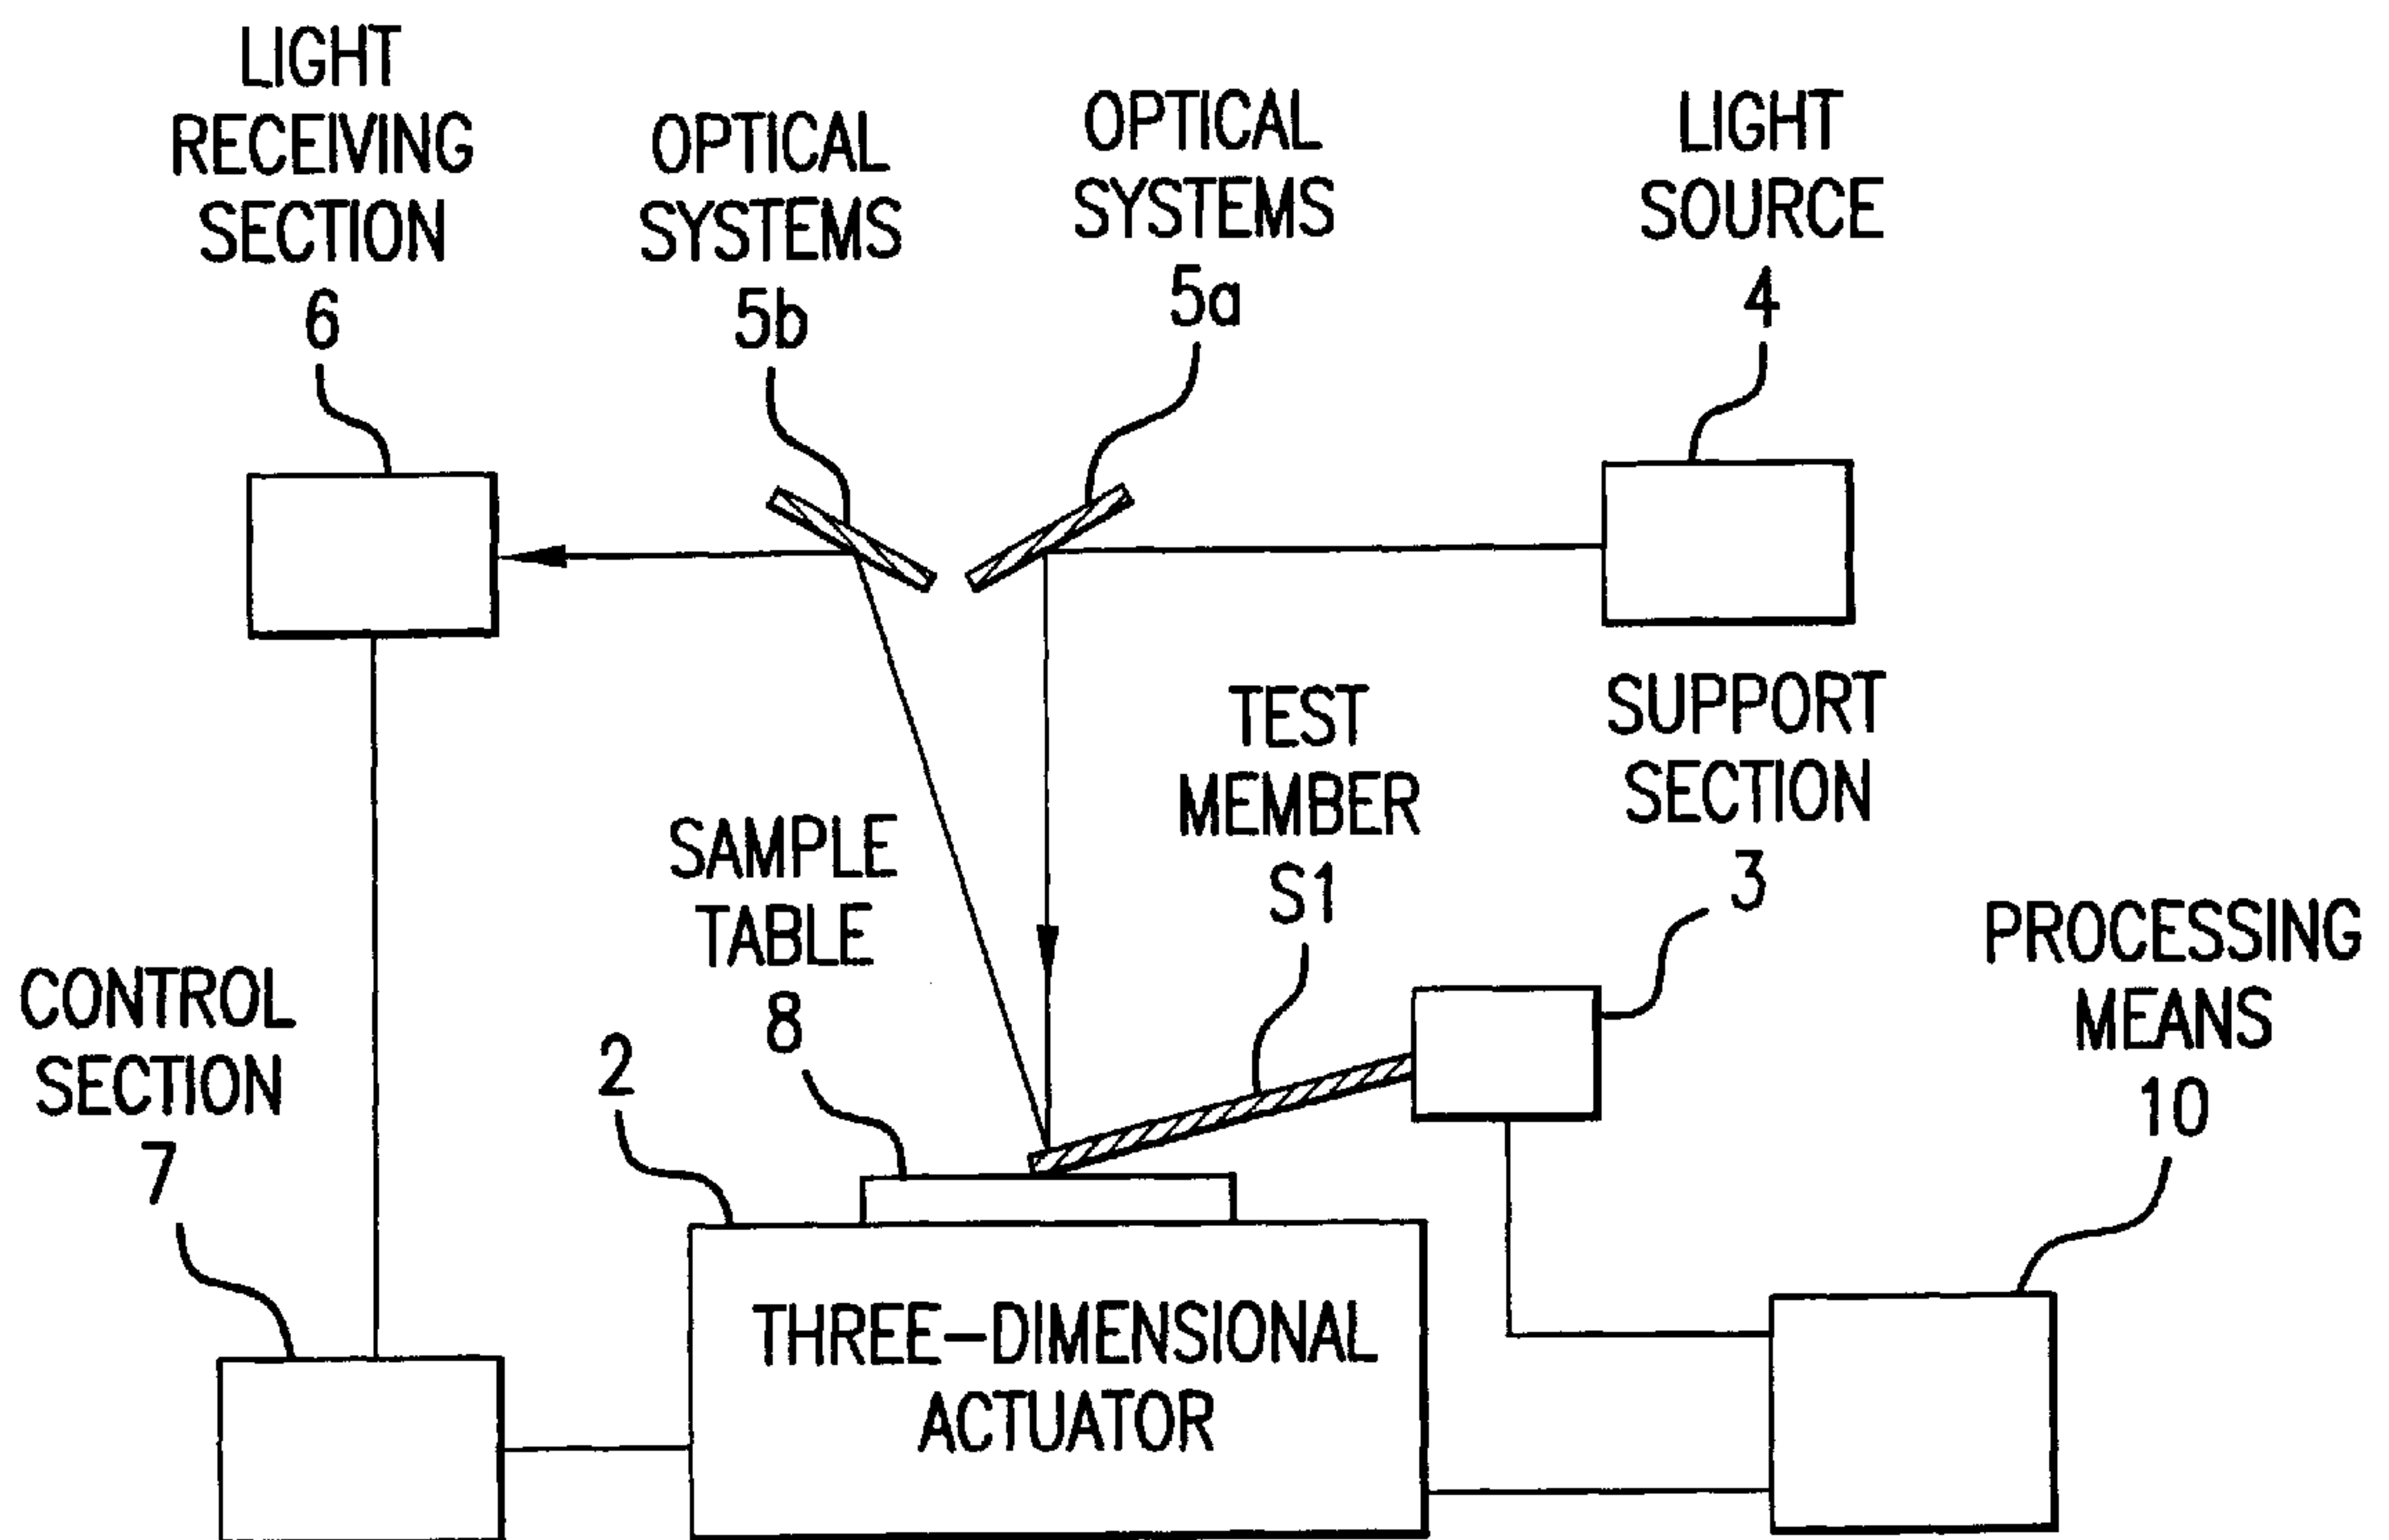 LIGHT
RECEIVING
SECTION
6
OPTICAL
SYSTEMS
5b
OPTICAL
SYSTEMS
5a
LIGHT
SOURCE
4
TEST
MEMBER
S1
SUPPORT
SECTION
3
SAMPLE
TABLE
8
PROCESSING
MEANS
10
CONTROL
SECTION
7
2
THREE-DIMENSIONAL
ACTUATOR